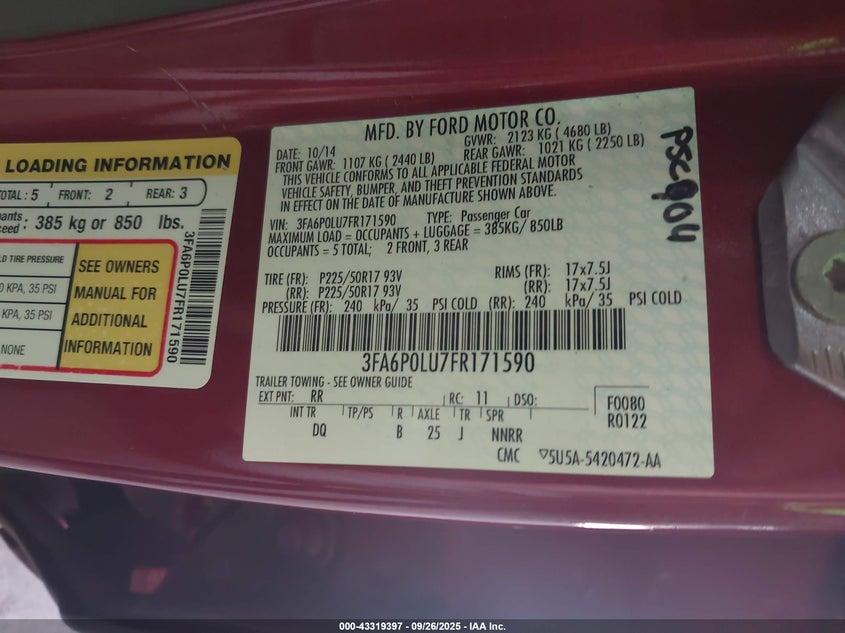 LOADING INFORMATION
TOTAL: 5 FRONT: 2 REAR: 3
385 kg or 850 lbs.
TIRE PRESSURE
KPA, 35 PSI
KPA, 35 PSI
NONE
SEE OWNERS
MANUAL FOR
ADDITIONAL
INFORMATION
3FA6P0LU7FR171590
MFD. BY FORD MOTOR CO.
DATE: 10/14 GVWR: 2123 KG ( 4680 LB)
FRONT GAWR: 1107 KG ( 2440 LB) REAR GAWR: 1021 KG ( 2250 LB)
THIS VEHICLE CONFORMS TO ALL APPLICABLE FEDERAL MOTOR
VEHICLE SAFETY, BUMPER, AND THEFT PREVENTION STANDARDS
IN EFFECT ON THE DATE OF MANUFACTURE SHOWN ABOVE.
VIN: 3FA6P0LU7FR171590 TYPE: Passenger Car
MAXIMUM LOAD = OCCUPANTS + LUGGAGE = 385KG/ 850LB
OCCUPANTS = 5 TOTAL; 2 FRONT, 3 REAR
TIRE (FR): P225/50R17 93V RIMS (FR): 17x7.5J
(RR): P225/50R17 93V (RR): 17x7.5J
PRESSURE (FR): 240 kPa/ 35 PSI COLD (RR): 240 kPa/ 35 PSI COLD
3FA6P0LU7FR171590
TRAILER TOWING - SEE OWNER GUIDE
EXT PNT: RR RC: 11 DSO: F0080
INT TR TP/PS R AXLE TR SPR R0122
DQ B 25 J NNRR
CMC 5U5A-5420472-AA
000-43319397 - 09/26/2025 - IAA Inc.